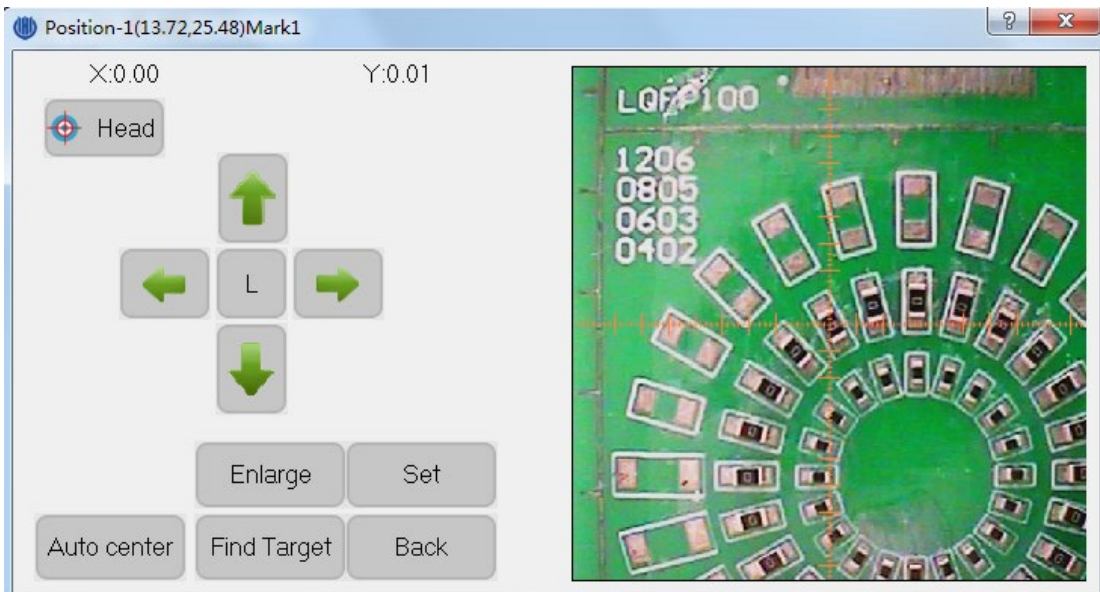 Position-1(13.72,25.48)Mark1
X:0.00 Y:0.01
Head
L
Enlarge Set
Auto center Find Target Back
LQFP100
1206
0805
0603
0402